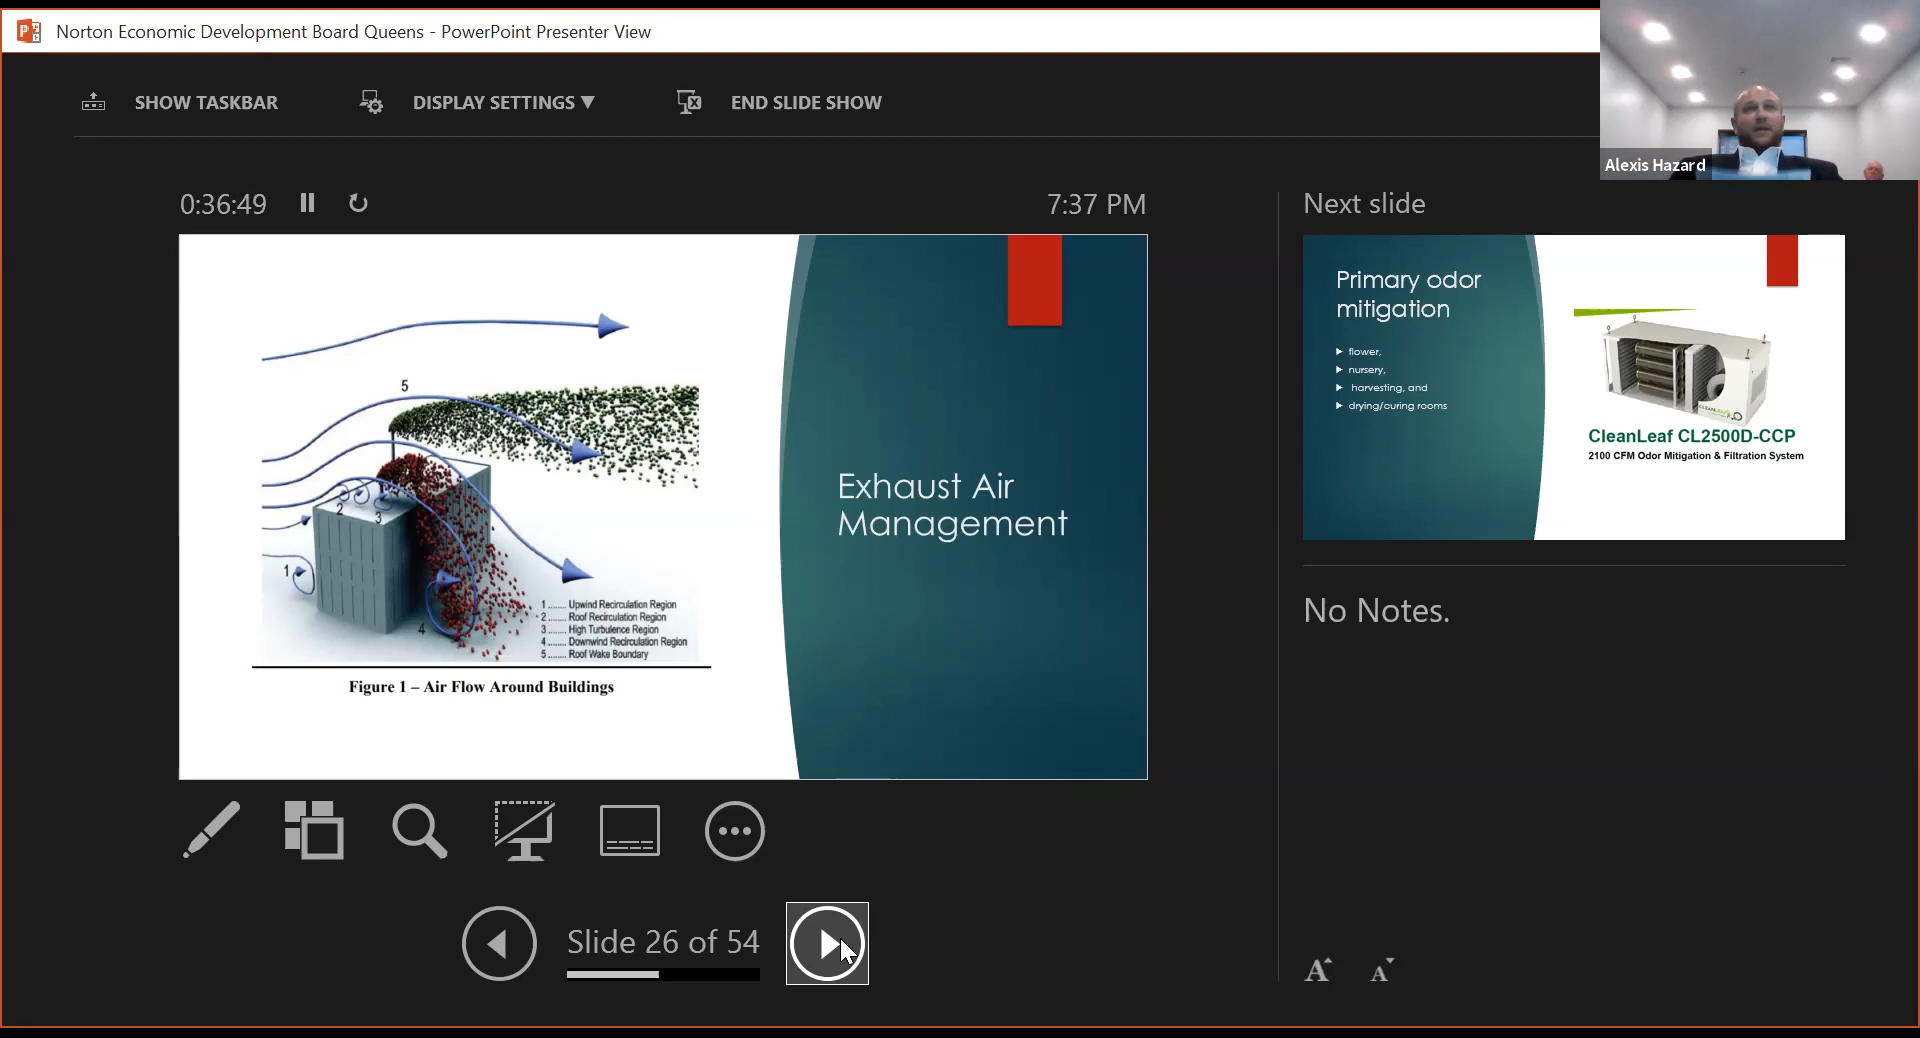 Norton Economic Development Board Queens - PowerPoint Presenter View
SHOW TASKBAR
DISPLAY SETTINGS ▼
END SLIDE SHOW
Alexis Hazard
0:36:49
7:37 PM
Next slide
5
2
3
1
4
1 ........ Upwind Recirculation Region
2 ........ Roof Recirculation Region
3 ........ High Turbulence Region
4 ........ Downwind Recirculation Region
5 ........ Roof Wake Boundary
Figure 1 – Air Flow Around Buildings
Exhaust Air
Management
Primary odor
mitigation
flower,
nursery,
harvesting, and
drying/curing rooms
CleanLeaf CL2500D-CCP
2100 CFM Odor Mitigation & Filtration System
No Notes.
Slide 26 of 54
A A